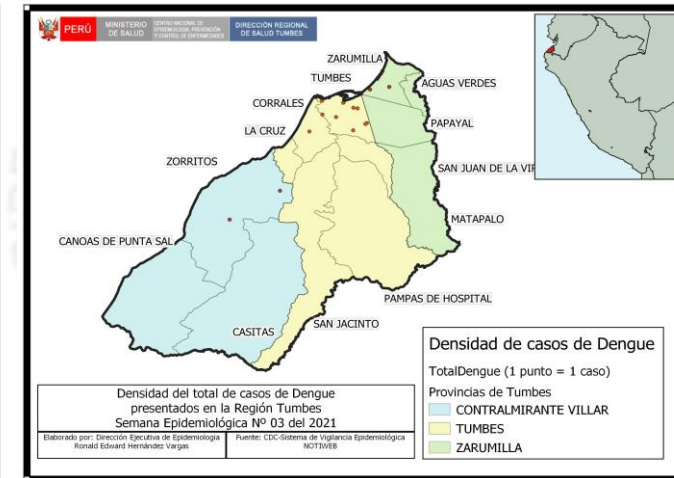 PERÚ
MINISTERIO
DE SALUD
CENTRO NACIONAL DE
EPIDEMIOLOGIA, PREVENCIÓN
Y CONTROL DE ENFERMEDADES
DIRECCIÓN REGIONAL
DE SALUD TUMBES
ZARUMILLA
TUMBES
AGUAS VERDES
CORRALES
PAPAYAL
LA CRUZ
ZORRITOS
SAN JUAN DE LA VIR
MATAPALO
CANOAS DE PUNTA SAL
PAMPAS DE HOSPITAL
SAN JACINTO
CASITAS
Densidad de casos de Dengue
TotalDengue (1 punto = 1 caso)
Provincias de Tumbes
CONTRALMIRANTE VILLAR
TUMBES
ZARUMILLA
Densidad del total de casos de Dengue
presentados en la Región Tumbes
Semana Epidemiológica Nº 03 del 2021
Elaborado por: Dirección Ejecutiva de Epidemiologia
Ronald Edward Hernández Vargas
Fuente: CDC-Sistema de Vigilancia Epidemiológica
NOTIWEB